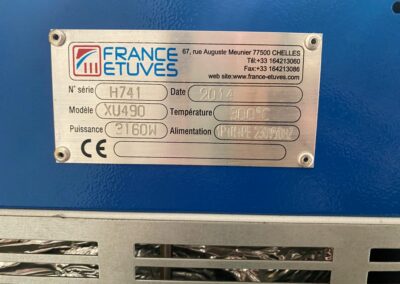 FRANCE
ETUVES
67, rue Auguste Meunier 77500 CHELLES
Tél:+33 164213060
Fax:+33 164213086
web site:www.france-etuves.com
N° série H741 Date 2014
Modèle XU490 Température 300°C
Puissance 3160W Alimentation
CE